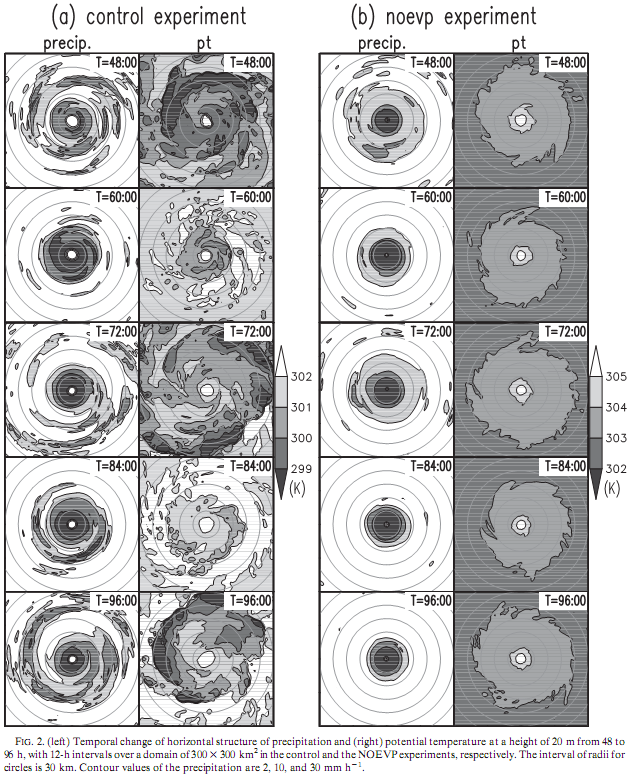 (a) control experiment
(b) noevp experiment
precip. pt
precip. pt
T=48:00 T=48:00 T=48:00 T=48:00
T=60:00 T=60:00 T=60:00 T=60:00
T=72:00 T=72:00 T=72:00 T=72:00
302
301
300
299
(K)
305
304
303
302
(K)
T=84:00 T=84:00 T=84:00 T=84:00
T=96:00 T=96:00 T=96:00 T=96:00
FIG. 2. (left) Temporal change of horizontal structure of precipitation and (right) potential temperature at a height of 20 m from 48 to
96 h, with 12-h intervals over a domain of 300 × 300 km² in the control and the NOEVP experiments, respectively. The interval of radii for
circles is 30 km. Contour values of the precipitation are 2, 10, and 30 mm h⁻¹.